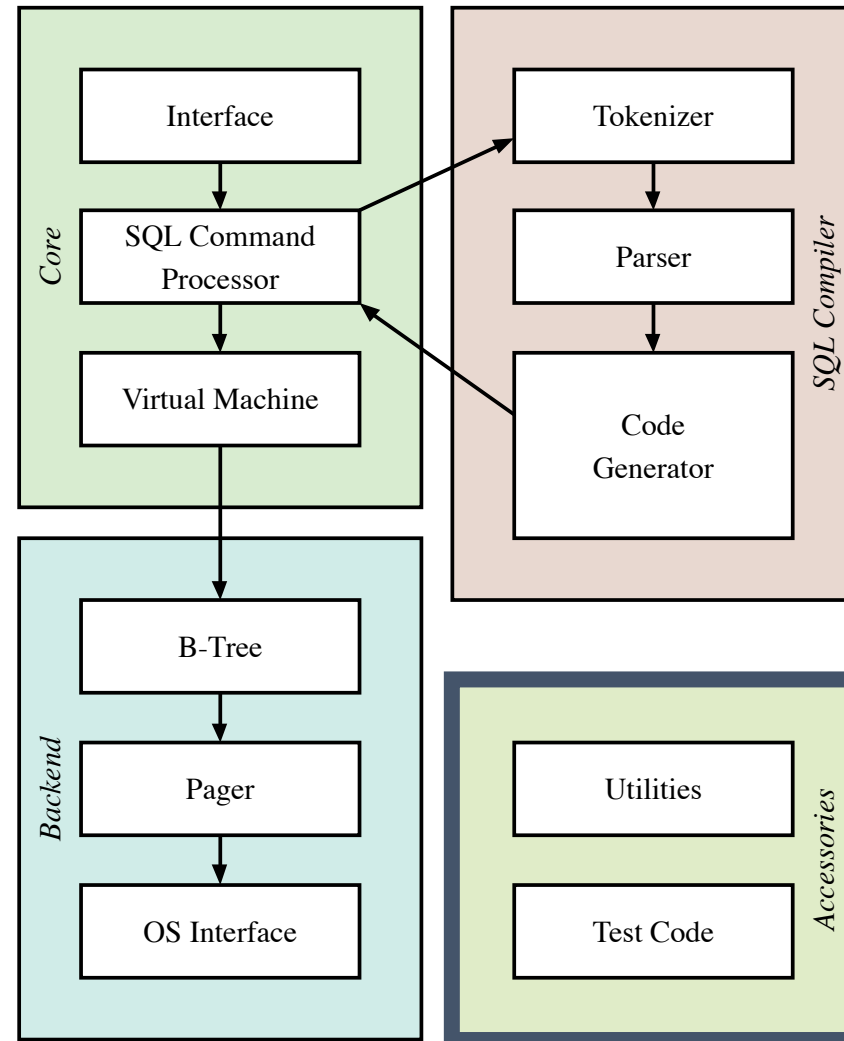 Core
Interface
SQL Command
Processor
Virtual Machine
SQL Compiler
Tokenizer
Parser
Code
Generator
Backend
B-Tree
Pager
OS Interface
Accessories
Utilities
Test Code